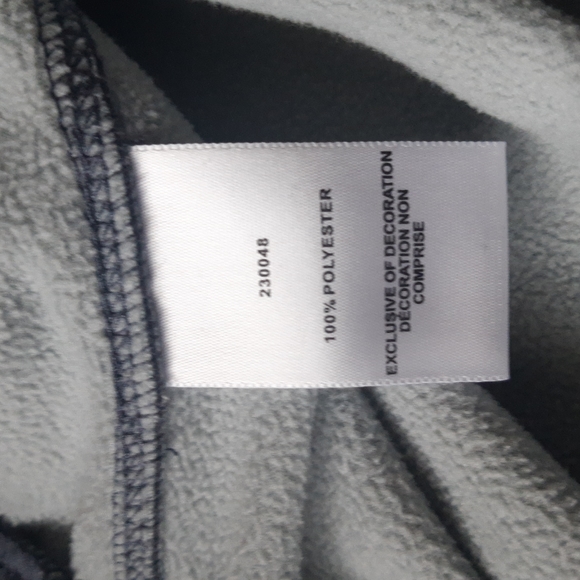 230048
100% POLYESTER
EXCLUSIVE OF DECORATION
DÉCORATION NON
COMPRISE